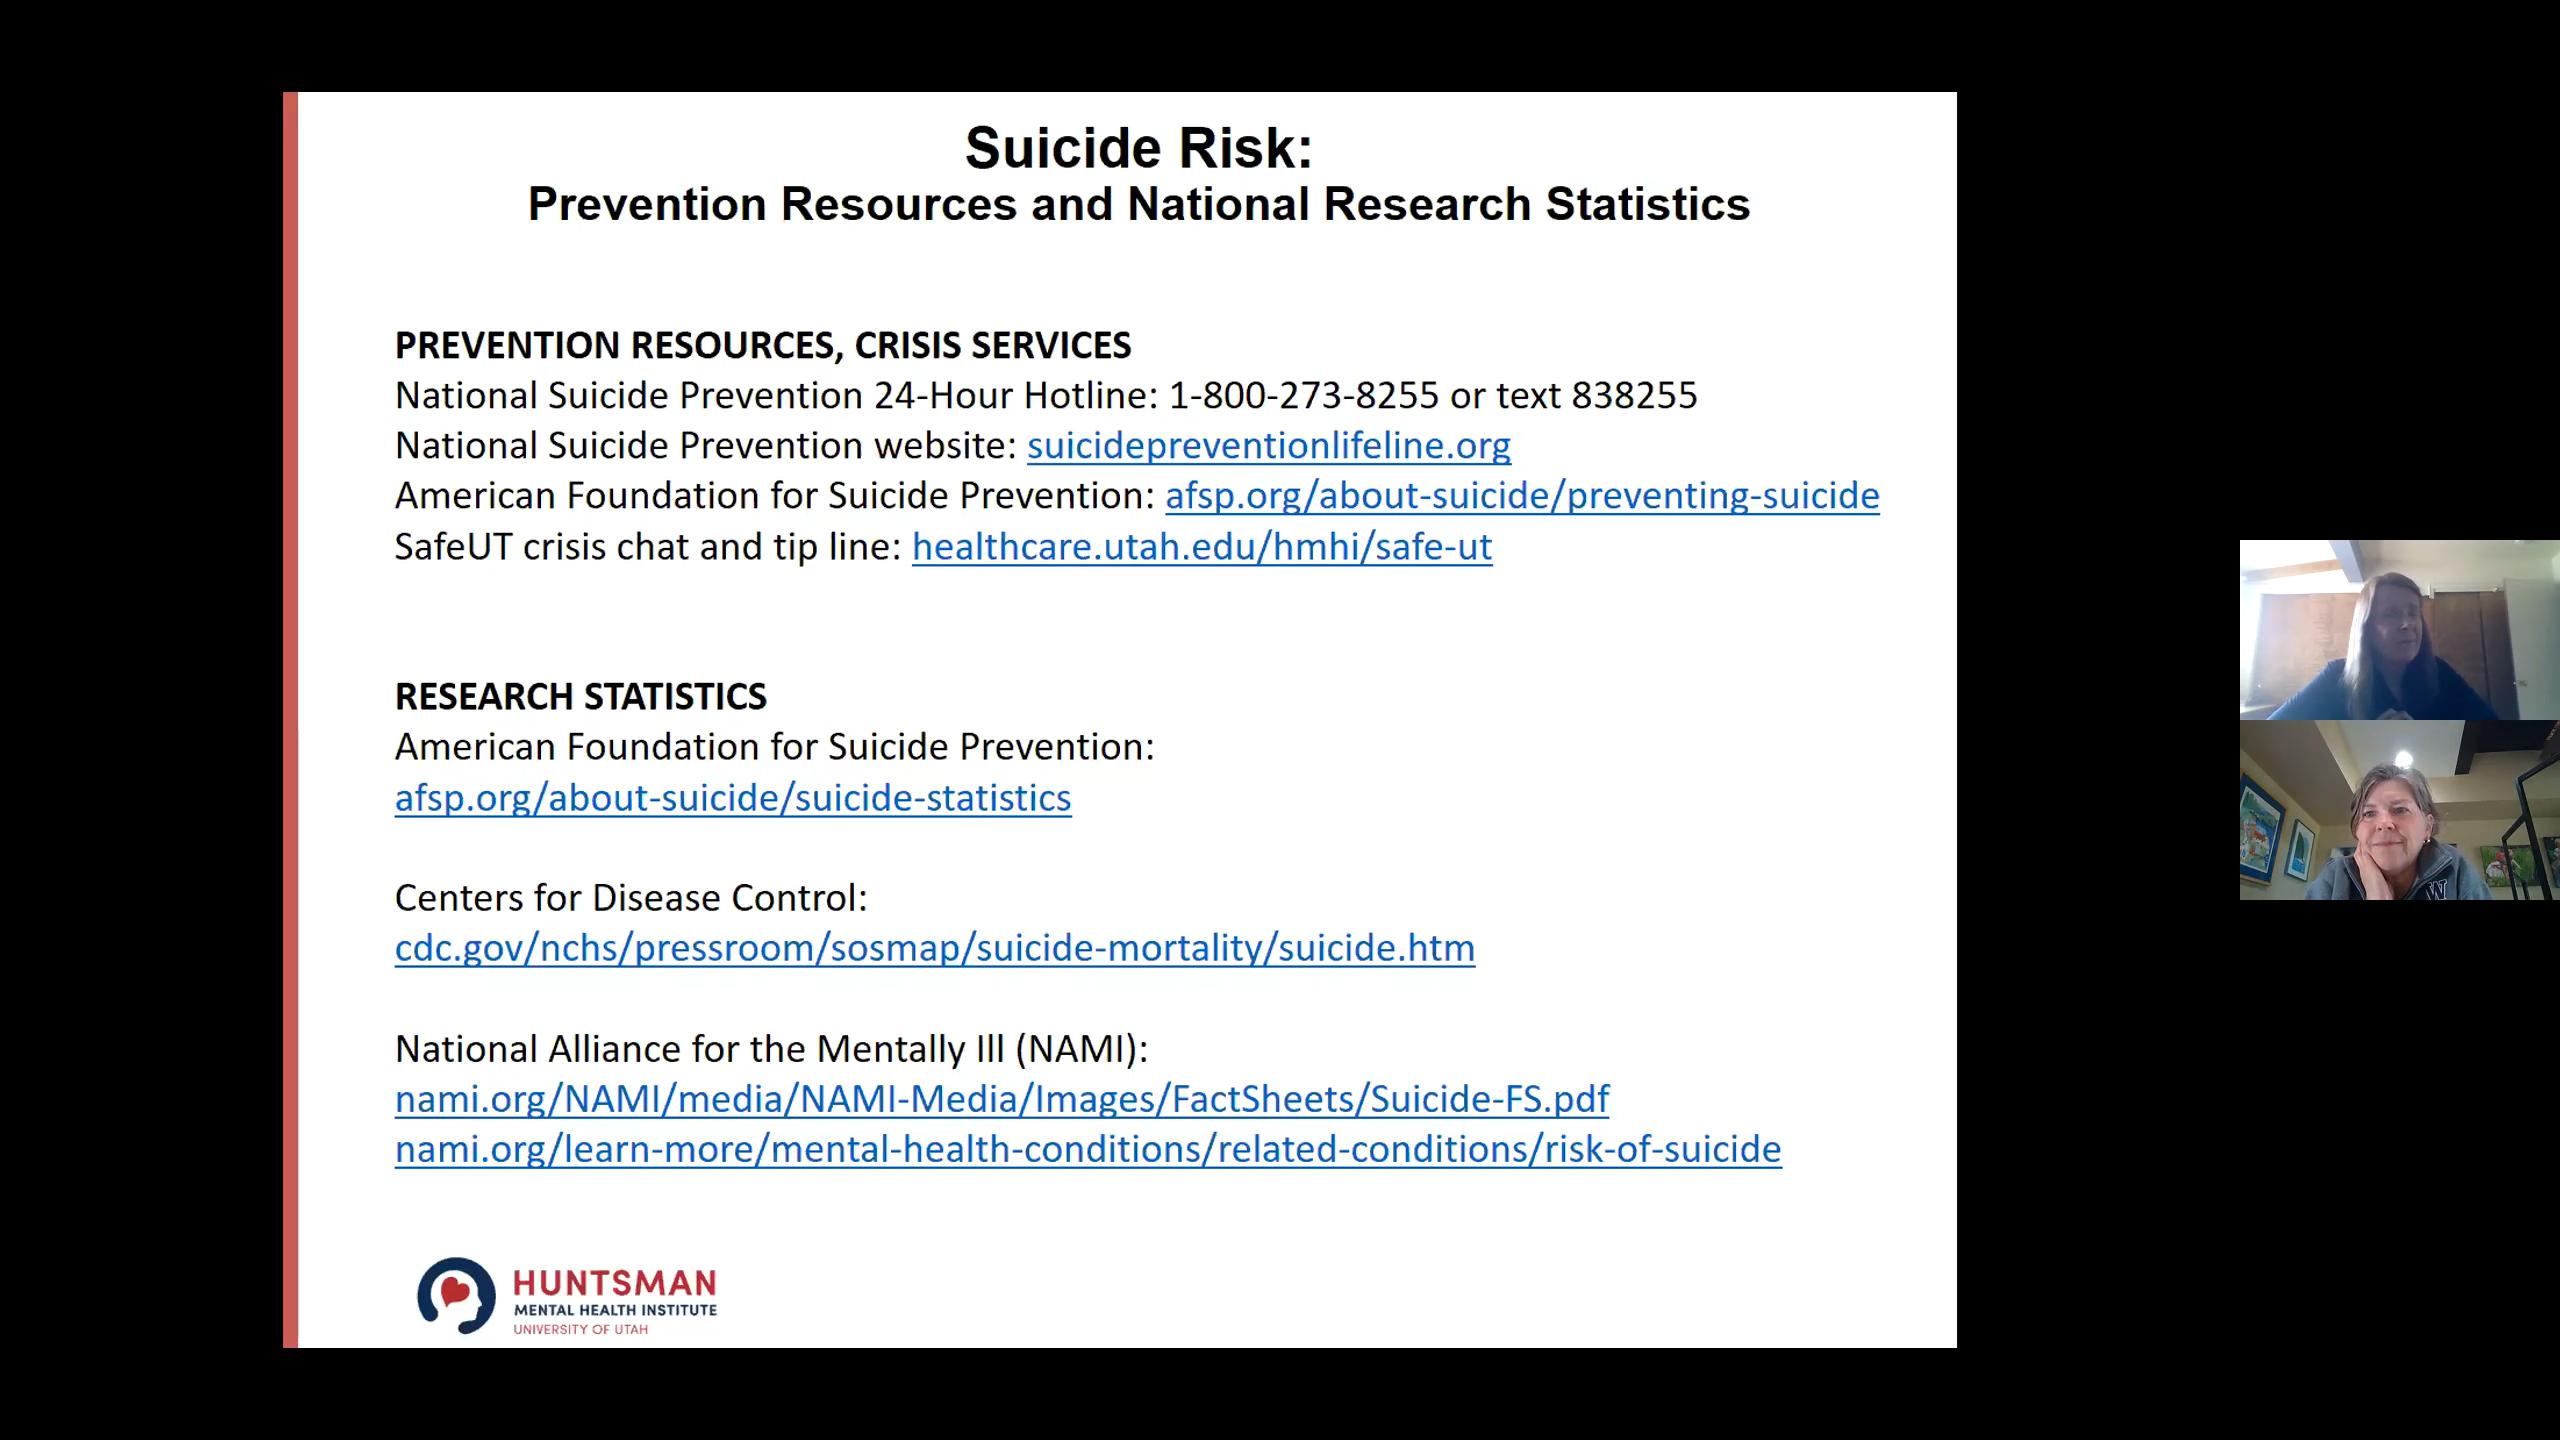 Suicide Risk:
Prevention Resources and National Research Statistics
PREVENTION RESOURCES, CRISIS SERVICES
National Suicide Prevention 24-Hour Hotline: 1-800-273-8255 or text 838255
National Suicide Prevention website: suicidepreventionlifeline.org
American Foundation for Suicide Prevention: afsp.org/about-suicide/preventing-suicide
SafeUT crisis chat and tip line: healthcare.utah.edu/hmhi/safe-ut
RESEARCH STATISTICS
American Foundation for Suicide Prevention:
afsp.org/about-suicide/suicide-statistics
Centers for Disease Control:
cdc.gov/nchs/pressroom/sosmap/suicide-mortality/suicide.htm
National Alliance for the Mentally Ill (NAMI):
nami.org/NAMI/media/NAMI-Media/Images/FactSheets/Suicide-FS.pdf
nami.org/learn-more/mental-health-conditions/related-conditions/risk-of-suicide
HUNTSMAN
MENTAL HEALTH INSTITUTE
UNIVERSITY OF UTAH
W